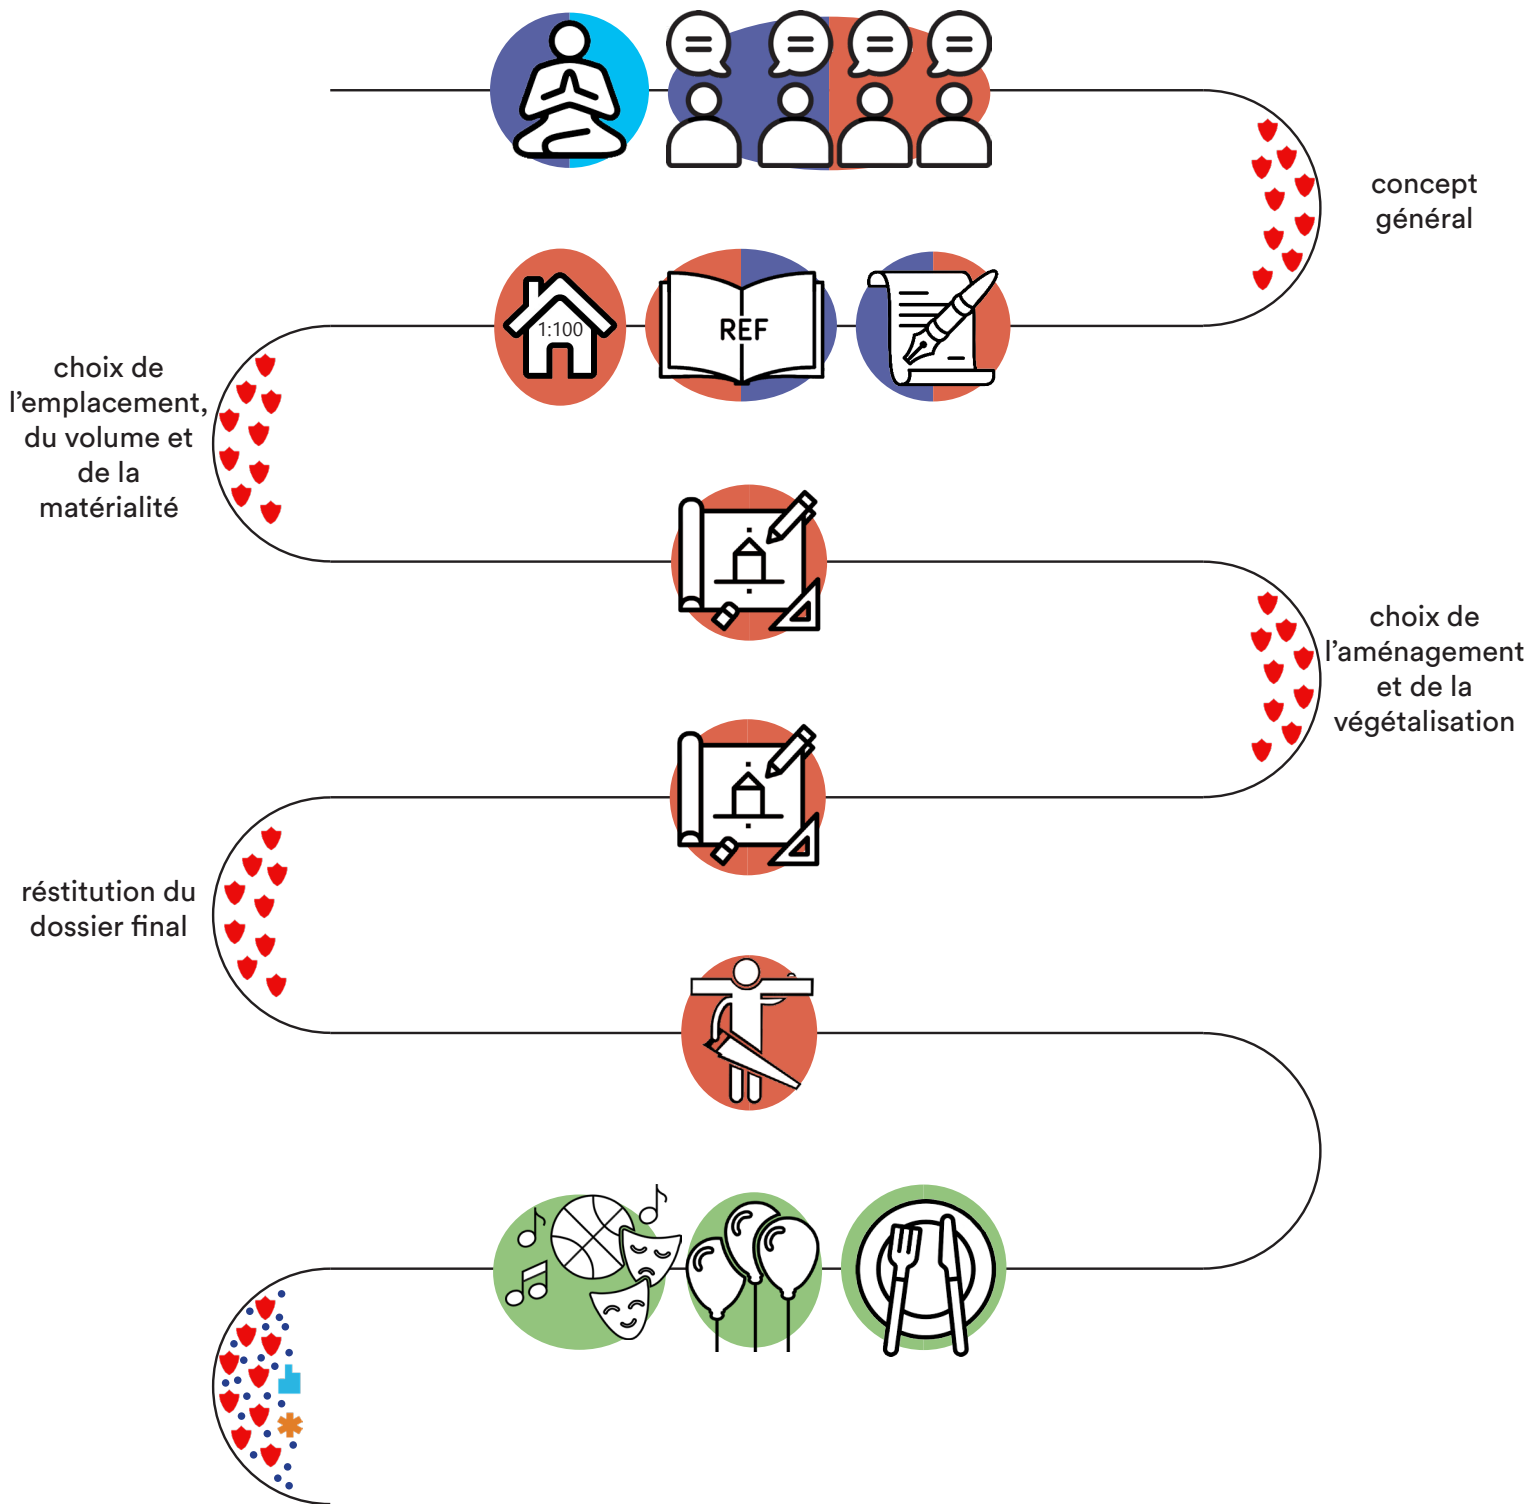 concept
général
1:100
REF
choix de
l’emplacement,
du volume et
de la
matérialité
choix de
l’aménagement
et de la
végétalisation
réstitution du
dossier final